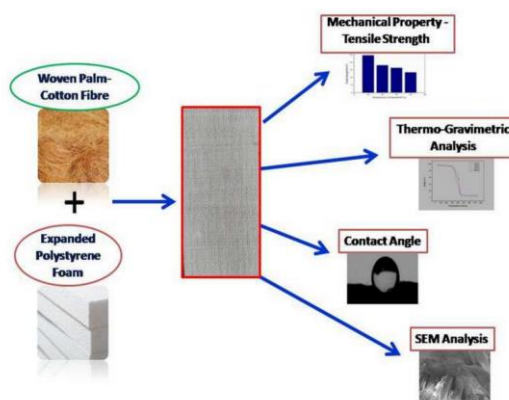 Mechanical Property -
Tensile Strength
Woven Palm-
Cotton Fibre
Thermo-Gravimetric
Analysis
+
Expanded
Polystyrene
Foam
Contact Angle
SEM Analysis